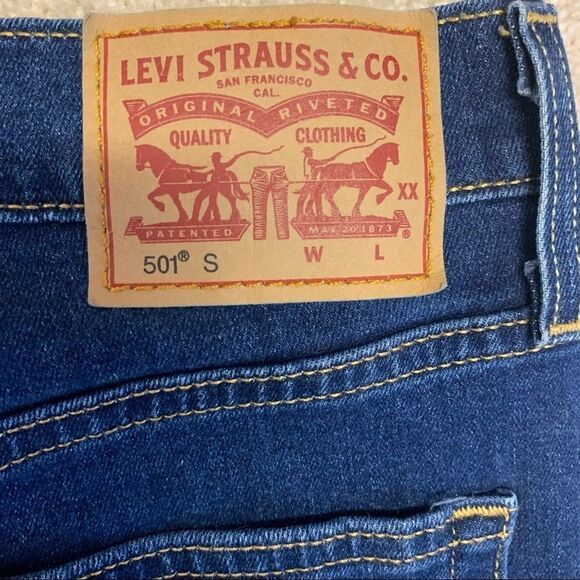 LEVI STRAUSS & CO.
SAN FRANCISCO
CAL.
ORIGINAL RIVETED
QUALITY CLOTHING
XX
PATENTED MAY 20 1873 ®
501® S W L